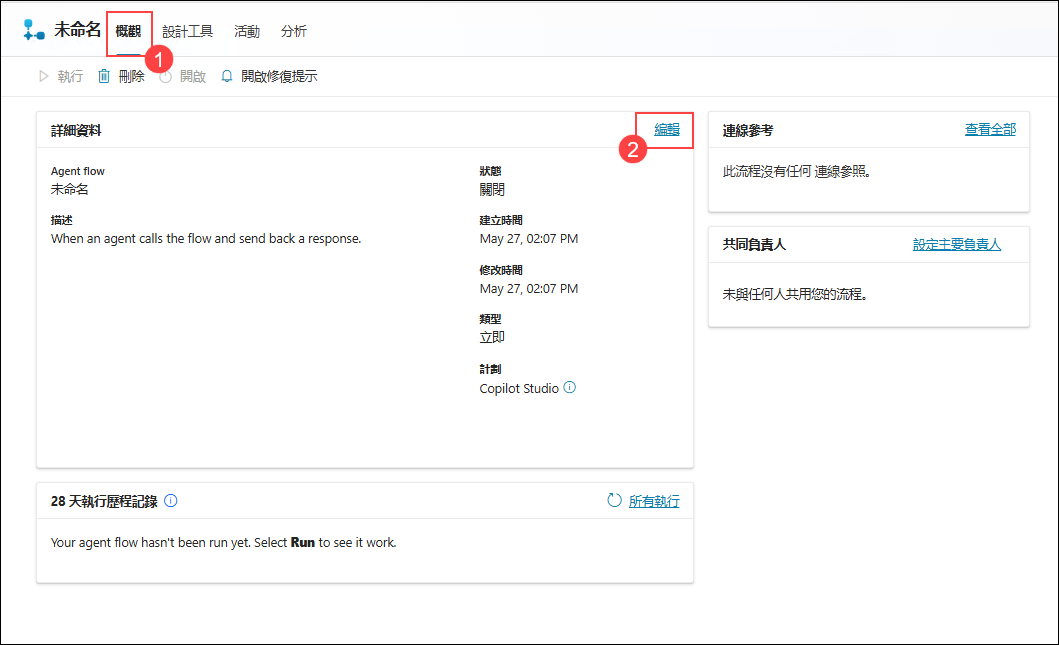 未命名 概觀 設計工具 活動 分析
1
執行 刪除 開啟 開啟修復提示
詳細資料 編輯
2
Agent flow
未命名
描述
When an agent calls the flow and send back a response.
狀態
關閉
建立時間
May 27, 02:07 PM
修改時間
May 27, 02:07 PM
類型
立即
計劃
Copilot Studio
連線參考 查看全部
此流程沒有任何 連線參照。
共同負責人 設定主要負責人
未與任何人共用您的流程。
28 天執行歷程記錄 所有執行
Your agent flow hasn't been run yet. Select Run to see it work.